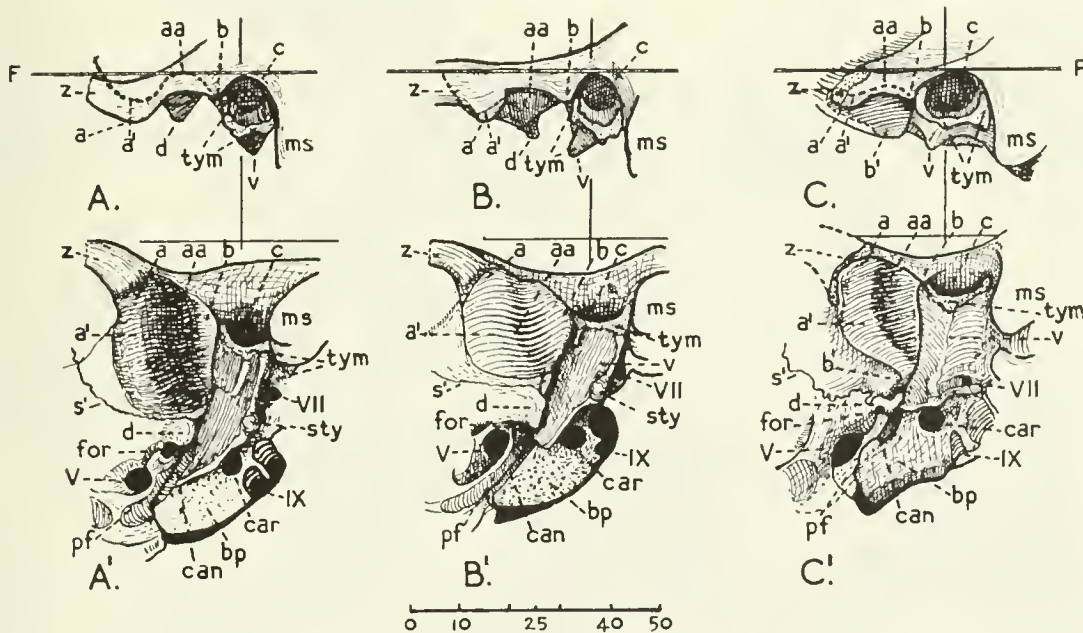 aa b c
F
z
a a' d tym v ms
A.
aa b c
z
a a' d tym v ms
B.
b c
aa
F
z
a a' b' v tym ms
C.
z a aa b c
ms
a'
tym
s'
VII
d
for sty
V IX
pf can bp car
A'.
z a aa b c
ms
a'
tym
v
s' VII
d sty
for
V IX
car
pf can bp
B'.
a aa b c
z
ms
tym
a' v
b
s'
d VII
for car
V IX
pf can bp
C'.
0 10 25 40 50